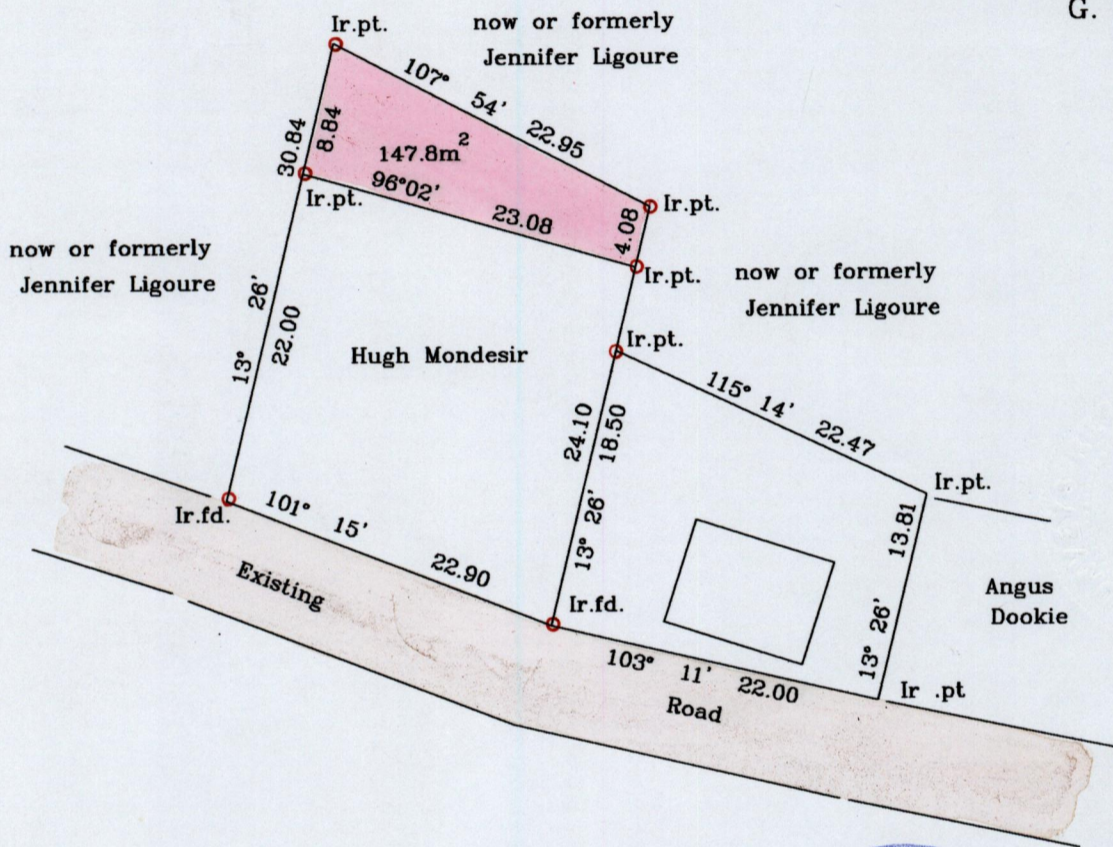 G.
Ir.pt.
now or formerly
Jennifer Ligoure
107° 54' 22.95
30.84
8.84
147.8m²
96°02' 23.08
Ir.pt.
Ir.pt.
4.08
Ir.pt.
now or formerly
Jennifer Ligoure
now or formerly
Jennifer Ligoure
13° 26'
22.00
Hugh Mondesir
Ir.pt.
115° 14' 22.47
24.10
18.50
13° 26'
Ir.pt.
13.81
13° 26'
Angus
Dookie
Ir.fd.
101° 15' 22.90
Existing
Ir.fd.
103° 11' 22.00
Road
Ir .pt